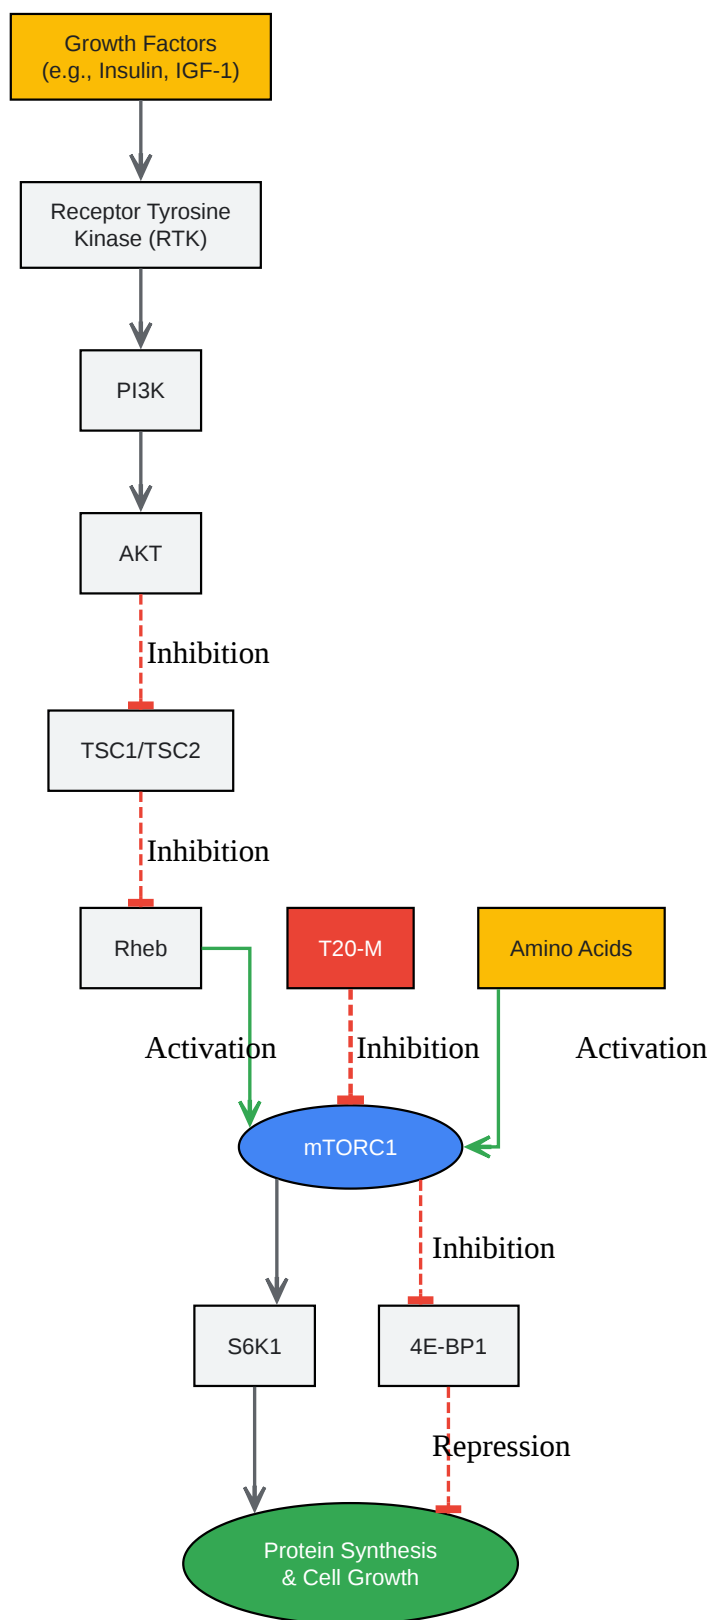 Growth Factors
(e.g., Insulin, IGF-1)
Receptor Tyrosine
Kinase (RTK)
PI3K
AKT
Inhibition
TSC1/TSC2
Inhibition
Rheb
T20-M
Amino Acids
Activation
Inhibition
Activation
mTORC1
Inhibition
S6K1
4E-BP1
Repression
Protein Synthesis
& Cell Growth